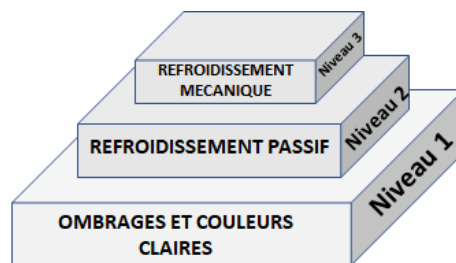 REFROIDISSEMENT
MECANIQUE
Niveau 3
REFROIDISSEMENT PASSIF
Niveau 2
OMBRAGES ET COULEURS
CLAIRES
Niveau 1